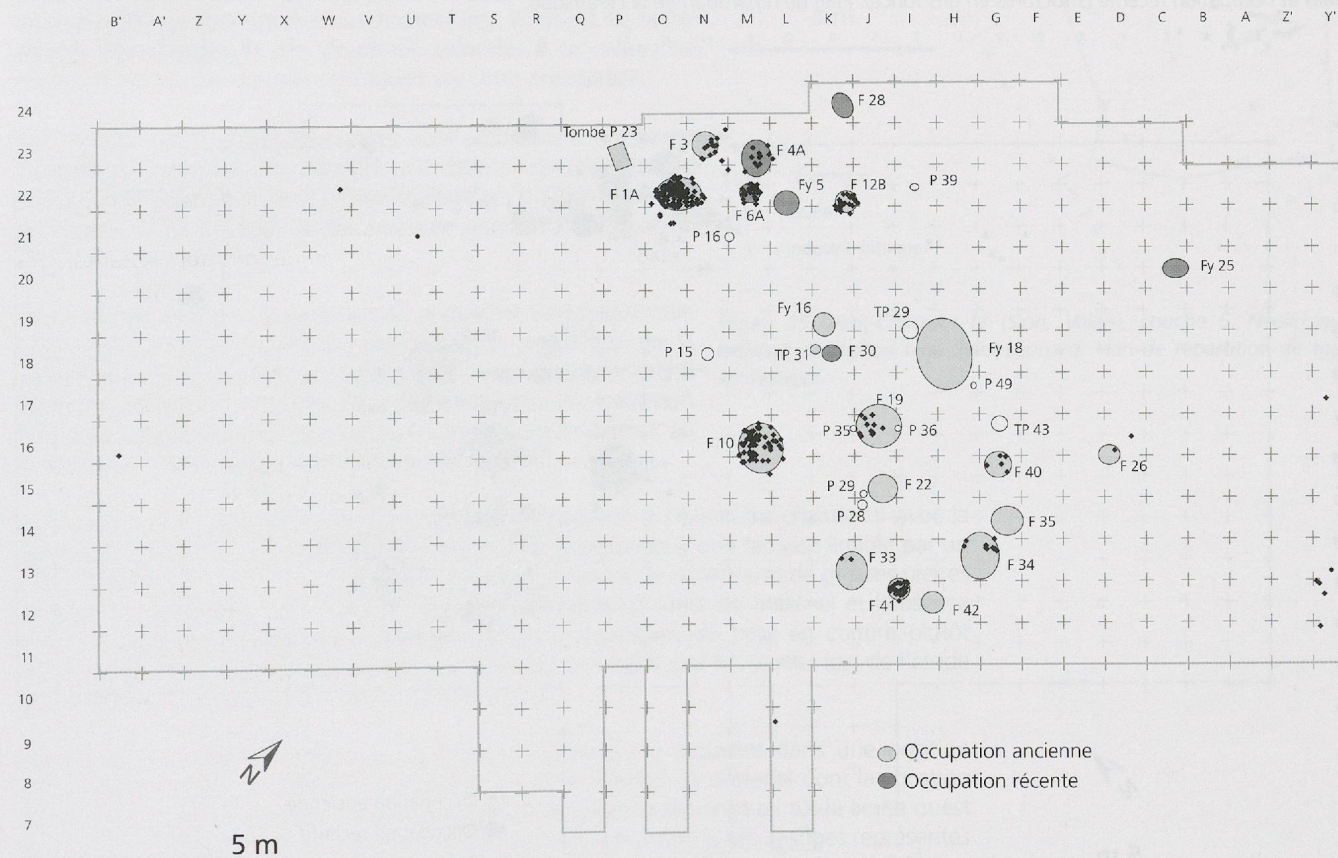 B' A' Z Y X W V U T S R Q P O N M L K J I H G F E D C B A Z' Y'
24
F 28
Tombe P 23
23
F 3
F 4A
22
F 1A
F 6A
Fy 5
F 12B
P 39
21
P 16
20
Fy 25
19
Fy 16
TP 29
18
P 15
TP 31
F 30
Fy 18
P 49
17
F 19
16
F 10
P 35
P 36
TP 43
F 26
F 40
15
P 29
F 22
P 28
F 35
14
13
F 33
F 34
12
F 41
F 42
11
10
9
Occupation ancienne
N
8
Occupation récente
7
5 m